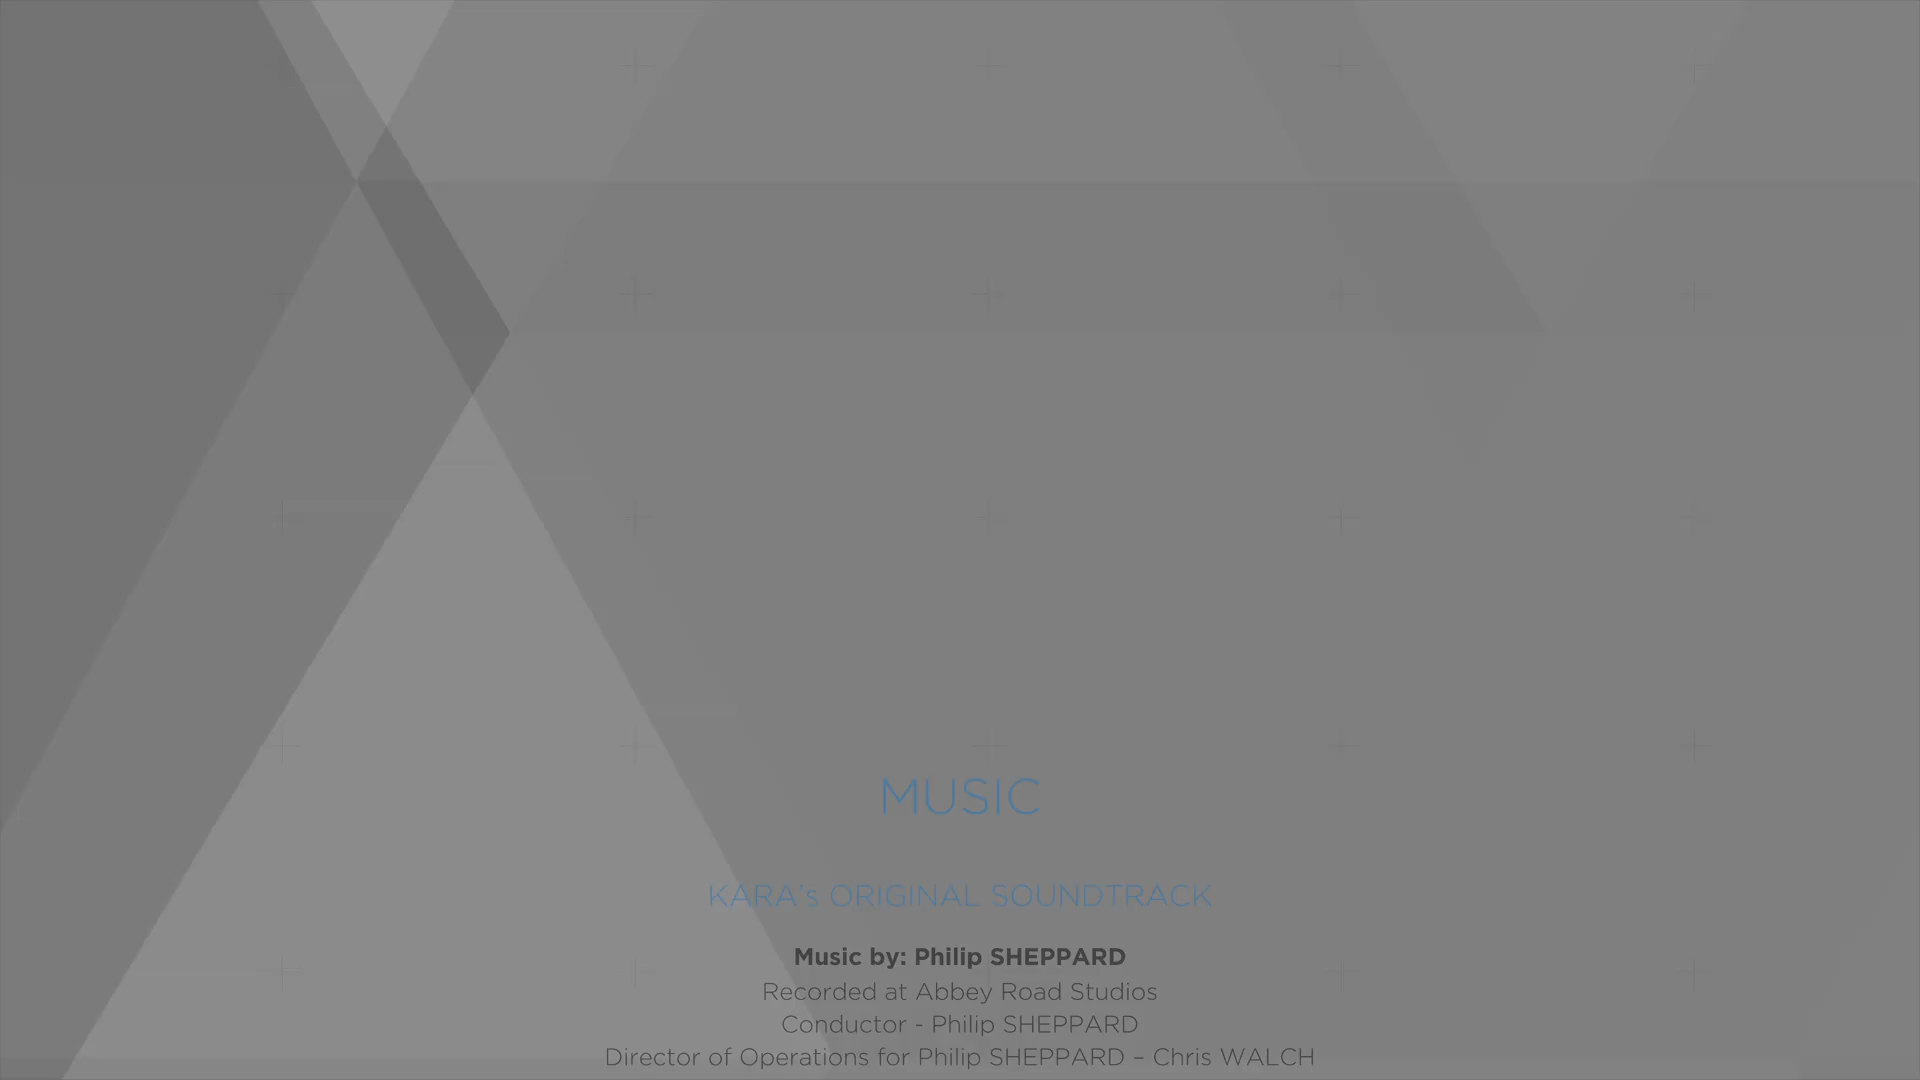 MUSIC
KARA's ORIGINAL SOUNDTRACK
Music by: Philip SHEPPARD
Recorded at Abbey Road Studios
Conductor - Philip SHEPPARD
Director of Operations for Philip SHEPPARD – Chris WALCH